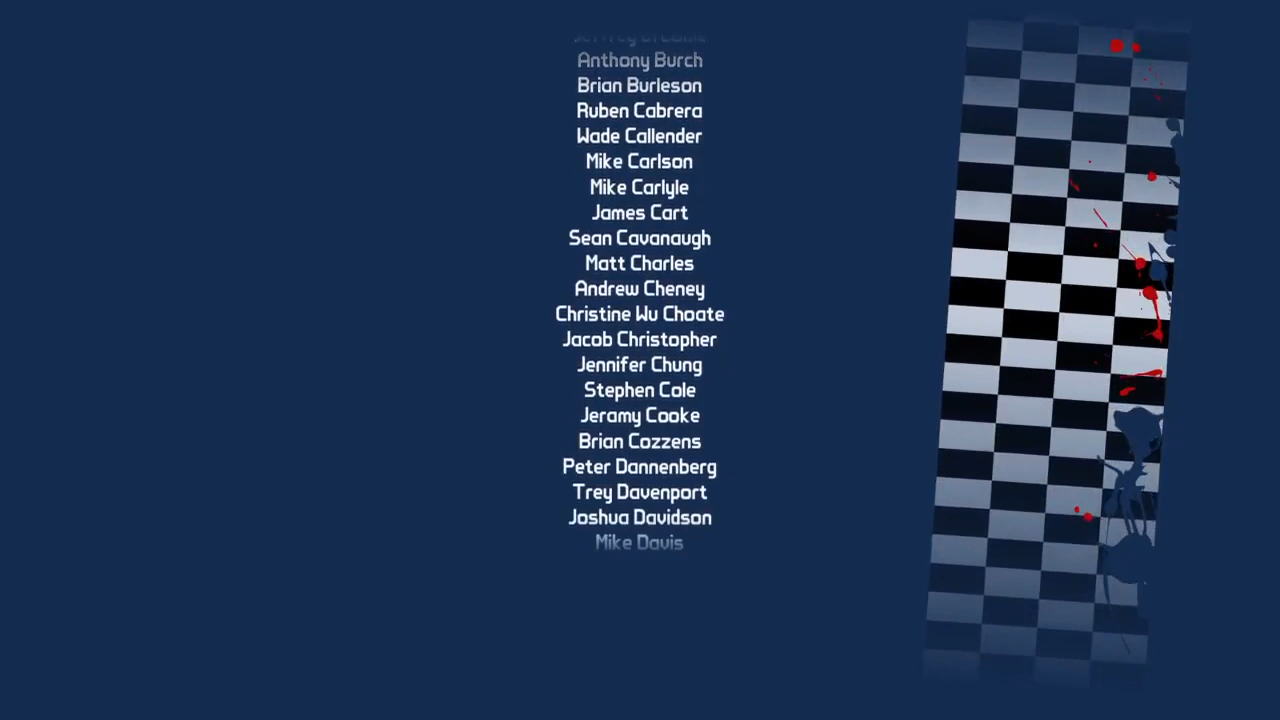 Anthony Burch
Brian Burleson
Ruben Cabrera
Wade Callender
Mike Carlson
Mike Carlyle
James Cart
Sean Cavanaugh
Matt Charles
Andrew Cheney
Christine Wu Choate
Jacob Christopher
Jennifer Chung
Stephen Cole
Jeramy Cooke
Brian Cozzens
Peter Dannenberg
Trey Davenport
Joshua Davidson
Mike Davis